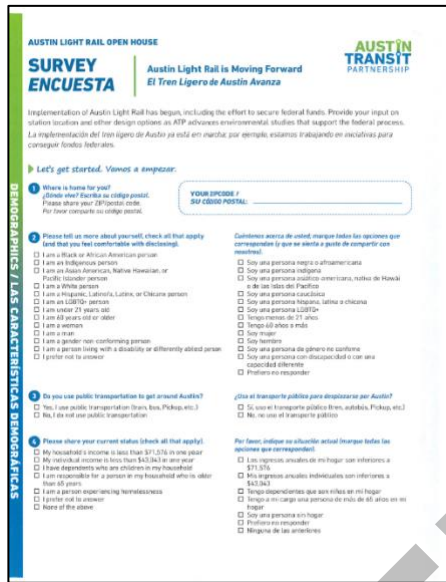 AUSTIN LIGHT RAIL OPEN HOUSE
SURVEY
ENCUESTA
Austin Light Rail is Moving Forward
El Tren Ligero de Austin Avanza
AUSTIN
TRANSIT
PARTNERSHIP
Implementation of Austin Light Rail has begun, including the effort to secure federal funds. Provide your input on
station location and other design options as ATP advances environmental studies that support the federal process.
La implementación del tren ligero de Austin ya está en marcha; por ejemplo, estamos trabajando en iniciativas para
conseguir fondos federales.
Let's get started. Vamos a empezar.
DEMOGRAPHICS / LAS CARACTERÍSTICAS DEMOGRÁFICAS
1 Where is home for you?
¿Dónde vive? Escriba su código postal.
Please share your ZIP/postal code.
Por favor comparte su código postal.
YOUR ZIPCODE /
SU CÓDIGO POSTAL:
2 Please tell us more about yourself, check all that apply
(and that you feel comfortable with disclosing).
I am a Black or African American person
I am an Indigenous person
I am an Asian American, Native Hawaiian, or
Pacific Islander person
I am a White person
I am a Hispanic, Latino/a, Latinx, or Chicano person
I am an LGBTQ+ person
I am under 21 years old
I am 60 years old or older
I am a woman
I am a man
I am a gender non-conforming person
I am a person living with a disability or differently abled person
I prefer not to answer
Cuéntenos acerca de usted, marque todas las opciones que
correspondan (y que se sienta a gusto de compartir con
nosotros).
Soy una persona negra o afroamericana
Soy una persona indígena
Soy una persona asiático americana, nativa de Hawái
o de las Islas del Pacífico
Soy una persona caucásica
Soy una persona hispana, latina o chicana
Soy una persona LGBTQ+
Tengo menos de 21 años
Tengo 60 años o más
Soy mujer
Soy hombre
Soy una persona de género no conforme
Soy una persona con discapacidad o con una
capacidad diferente
Prefiero no responder
3 Do you use public transportation to get around Austin?
Yes, I use public transportation (train, bus, Pickup, etc.)
No, I do not use public transportation
¿Usa el transporte público para desplazarse por Austin?
Sí, uso el transporte público (tren, autobús, Pickup, etc.)
No, no uso el transporte público
4 Please share your current status (check all that apply).
My household's income is less than $71,576 in one year
My individual income is less than $43,043 in one year
I have dependents who are children in my household
I am responsible for a person in my household who is older
than 65 years
I am a person experiencing homelessness
I prefer not to answer
None of the above
Por favor, indique su situación actual (marque todas las
opciones que correspondan).
Los ingresos anuales de mi hogar son inferiores a
$71,576
Mis ingresos anuales individuales son inferiores a
$43,043
Tengo dependientes que son niños en mi hogar
Tengo a mi cargo una persona de más de 65 años en mi
hogar
Soy una persona sin hogar
Prefiero no responder
Ninguna de las anteriores